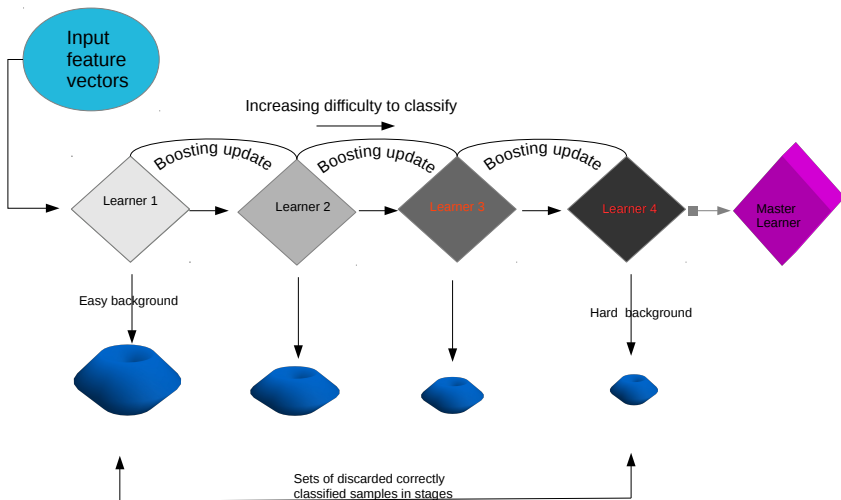 Input
feature
vectors
Increasing difficulty to classify
Boosting update
Boosting update
Boosting update
Learner 1
Learner 2
Learner 3
Learner 4
Master
Learner
Easy background
Hard background
Sets of discarded correctly
classified samples in stages